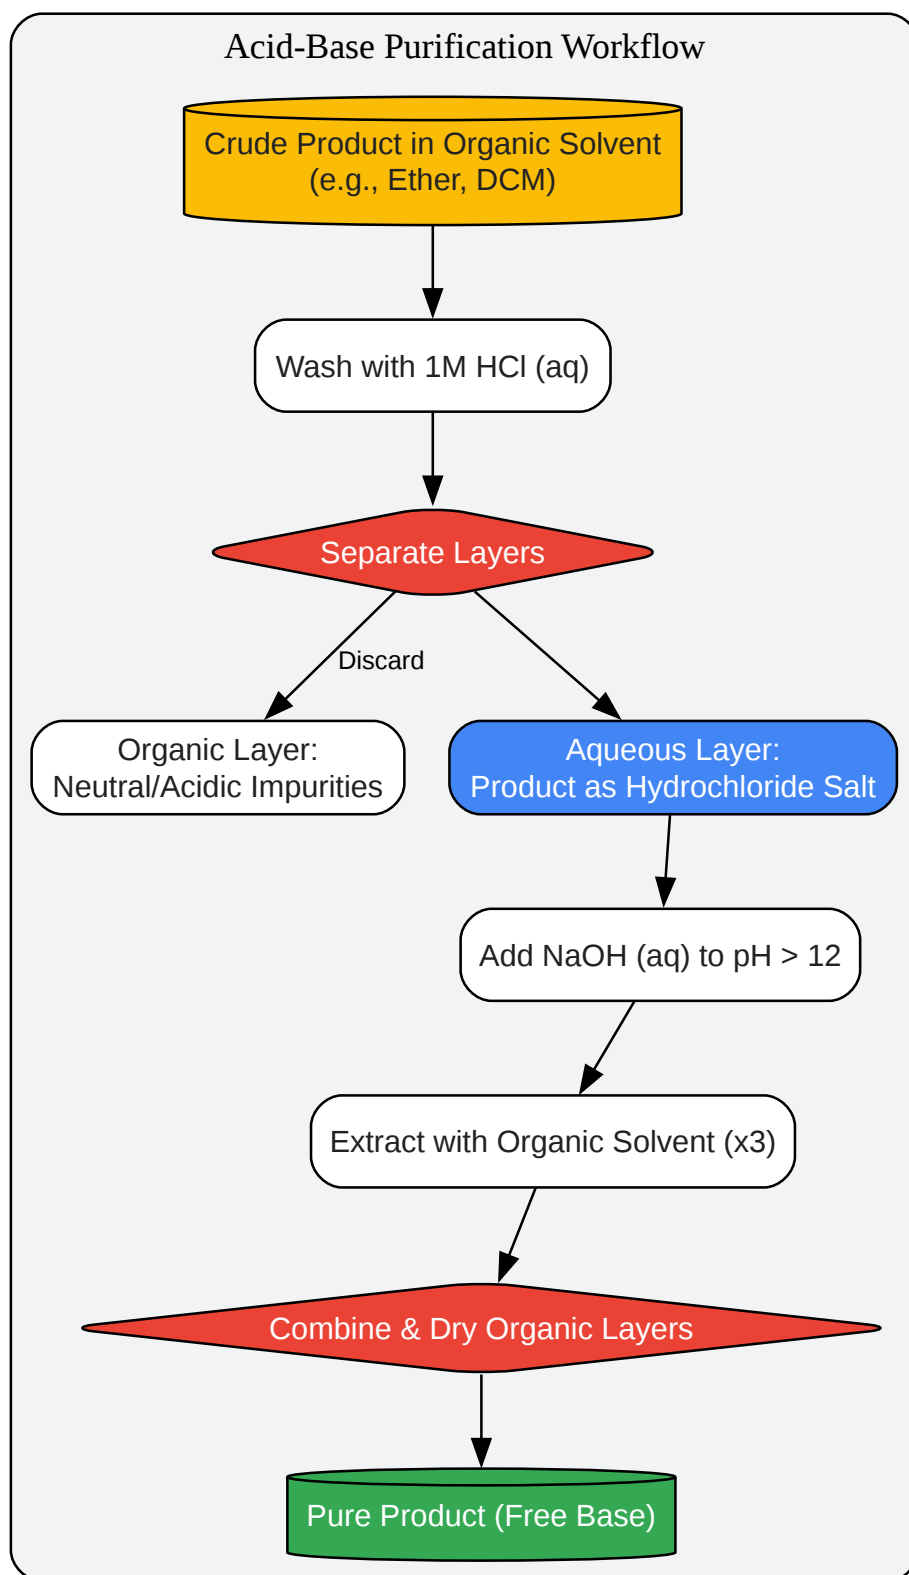 Acid-Base Purification Workflow
Crude Product in Organic Solvent
(e.g., Ether, DCM)
Wash with 1M HCl (aq)
Separate Layers
Discard
Organic Layer:
Neutral/Acidic Impurities
Aqueous Layer:
Product as Hydrochloride Salt
Add NaOH (aq) to pH > 12
Extract with Organic Solvent (x3)
Combine & Dry Organic Layers
Pure Product (Free Base)